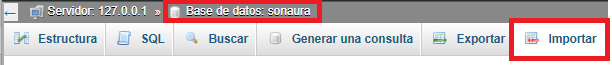 Servidor: 127.0.0.1 » Base de datos: sonaura
Estructura SQL Buscar Generar una consulta Exportar Importar